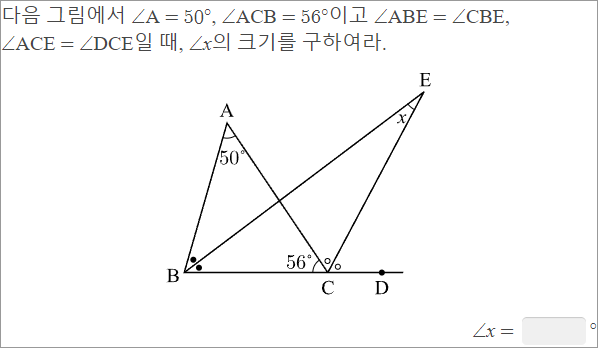 다음 그림에서 ∠A = 50°, ∠ACB = 56°이고 ∠ABE = ∠CBE,
∠ACE = ∠DCE일 때, ∠x의 크기를 구하여라.
E
A
x
50°
56°
B
C
D
∠x = °